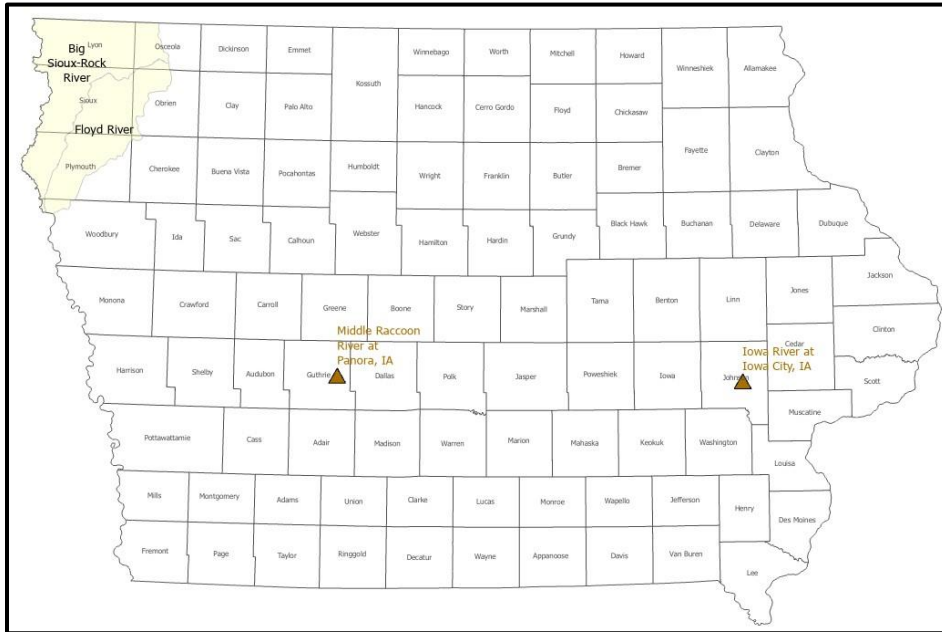 Lyon
Osceola
Dickinson
Emmet
Winnebago
Worth
Mitchell
Howard
Winneshiek
Allamakee
Big
Sioux-Rock
River
Kossuth
Sioux
Obrien
Clay
Palo Alto
Hancock
Cerro Gordo
Floyd
Chickasaw
Floyd River
Fayette
Clayton
Plymouth
Cherokee
Buena Vista
Pocahontas
Humboldt
Wright
Franklin
Butler
Bremer
Woodbury
Ida
Sac
Calhoun
Webster
Hamilton
Hardin
Grundy
Black Hawk
Buchanan
Delaware
Dubuque
Monona
Crawford
Carroll
Greene
Boone
Story
Marshall
Tama
Benton
Linn
Jones
Jackson
Middle Raccoon
River at
Panora, IA
Iowa River at
Iowa City, IA
Cedar
Clinton
Harrison
Shelby
Audubon
Guthrie
Dallas
Polk
Jasper
Poweshiek
Iowa
Johnson
Scott
Muscatine
Pottawattamie
Cass
Adair
Madison
Warren
Marion
Mahaska
Keokuk
Washington
Louisa
Mills
Montgomery
Adams
Union
Clarke
Lucas
Monroe
Wapello
Jefferson
Henry
Des Moines
Fremont
Page
Taylor
Ringgold
Decatur
Wayne
Appanoose
Davis
Van Buren
Lee